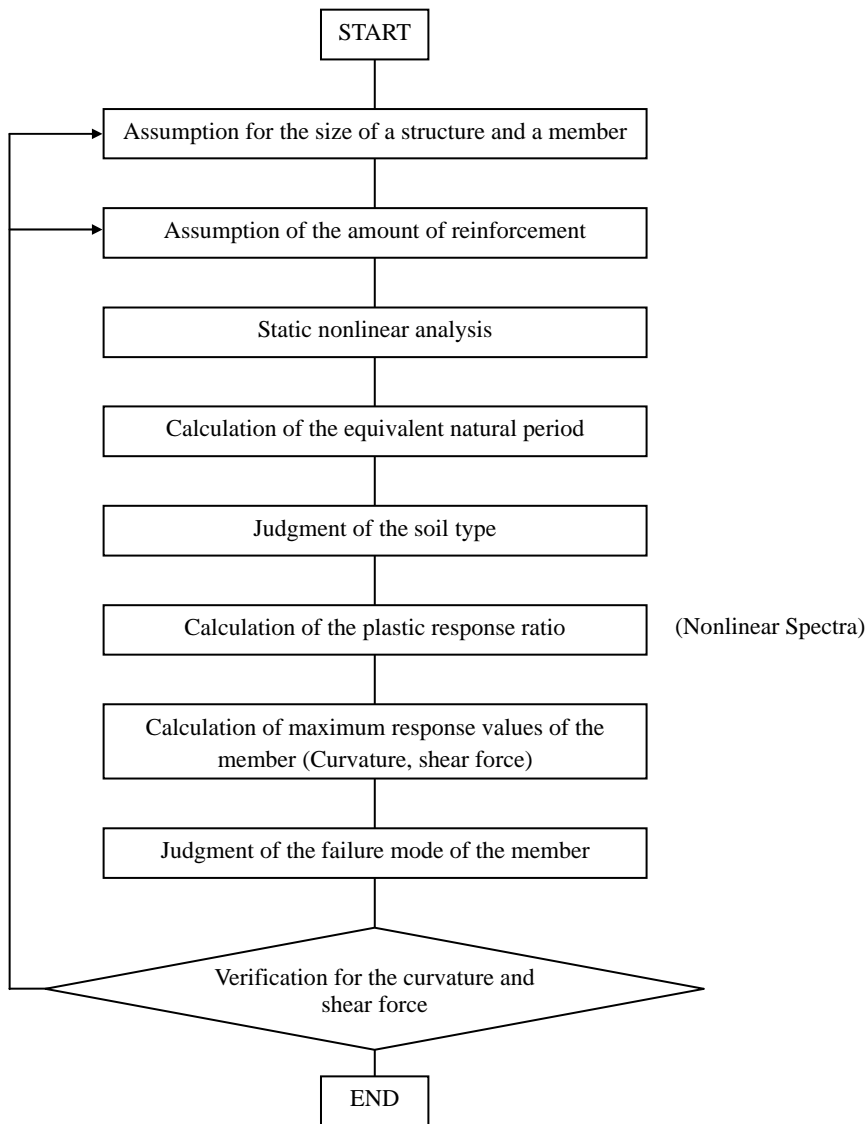 START
Assumption for the size of a structure and a member
Assumption of the amount of reinforcement
Static nonlinear analysis
Calculation of the equivalent natural period
Judgment of the soil type
Calculation of the plastic response ratio
(Nonlinear Spectra)
Calculation of maximum response values of the
member (Curvature, shear force)
Judgment of the failure mode of the member
Verification for the curvature and
shear force
END